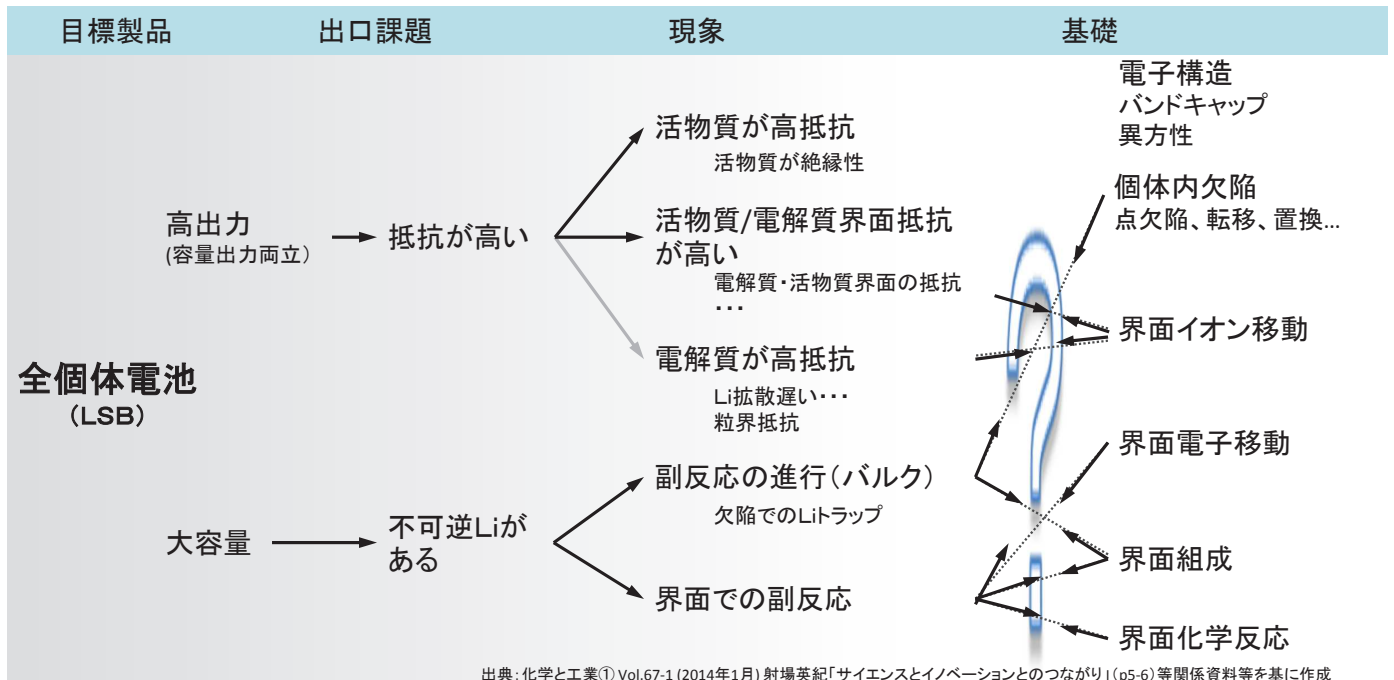 目標製品 出口課題 現象 基礎
電子構造
バンドキャップ
異方性
活物質が高抵抗
活物質が絶縁性
個体内欠陥
点欠陥、転移、置換...
高出力
(容量出力両立)
抵抗が高い
活物質/電解質界面抵抗
が高い
電解質・活物質界面の抵抗
・・・
界面イオン移動
電解質が高抵抗
Li拡散遅い・・・
粒界抵抗
全個体電池
(LSB)
界面電子移動
副反応の進行(バルク)
欠陥でのLiトラップ
大容量
不可逆Liが
ある
界面組成
界面での副反応
界面化学反応
出典:化学と工業① Vol.67-1 (2014年1月) 射場英紀「サイエンスとイノベーションとのつながり」(p5-6)等関係資料等を基に作成